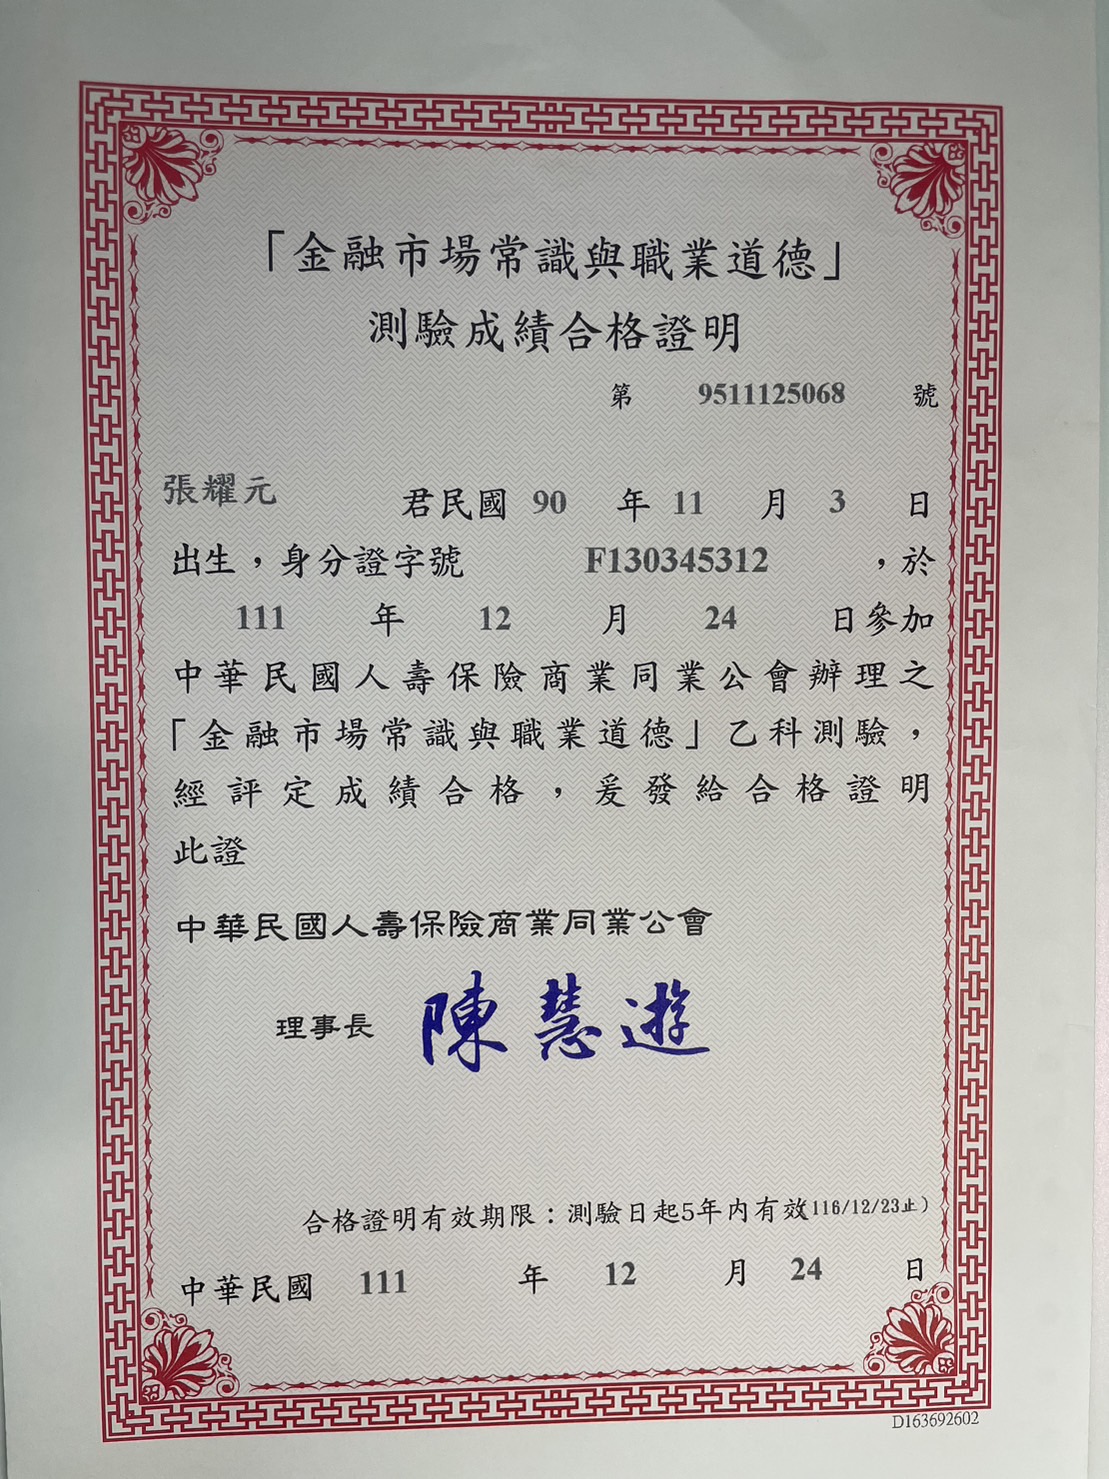 「金融市場常識與職業道德」
測驗成績合格證明
第 9511125068 號
張耀元 君民國 90 年 11 月 3 日
出生，身分證字號 F130345312 ，於
111 年 12 月 24 日參加
中華民國人壽保險商業同業公會辦理之
「金融市場常識與職業道德」乙科測驗，
經評定成績合格，爰發給合格證明
此證
中華民國人壽保險商業同業公會
理事長 陳慧遊
合格證明有效期限：測驗日起5年內有效(116/12/23止)
中華民國 111 年 12 月 24 日
D163692602